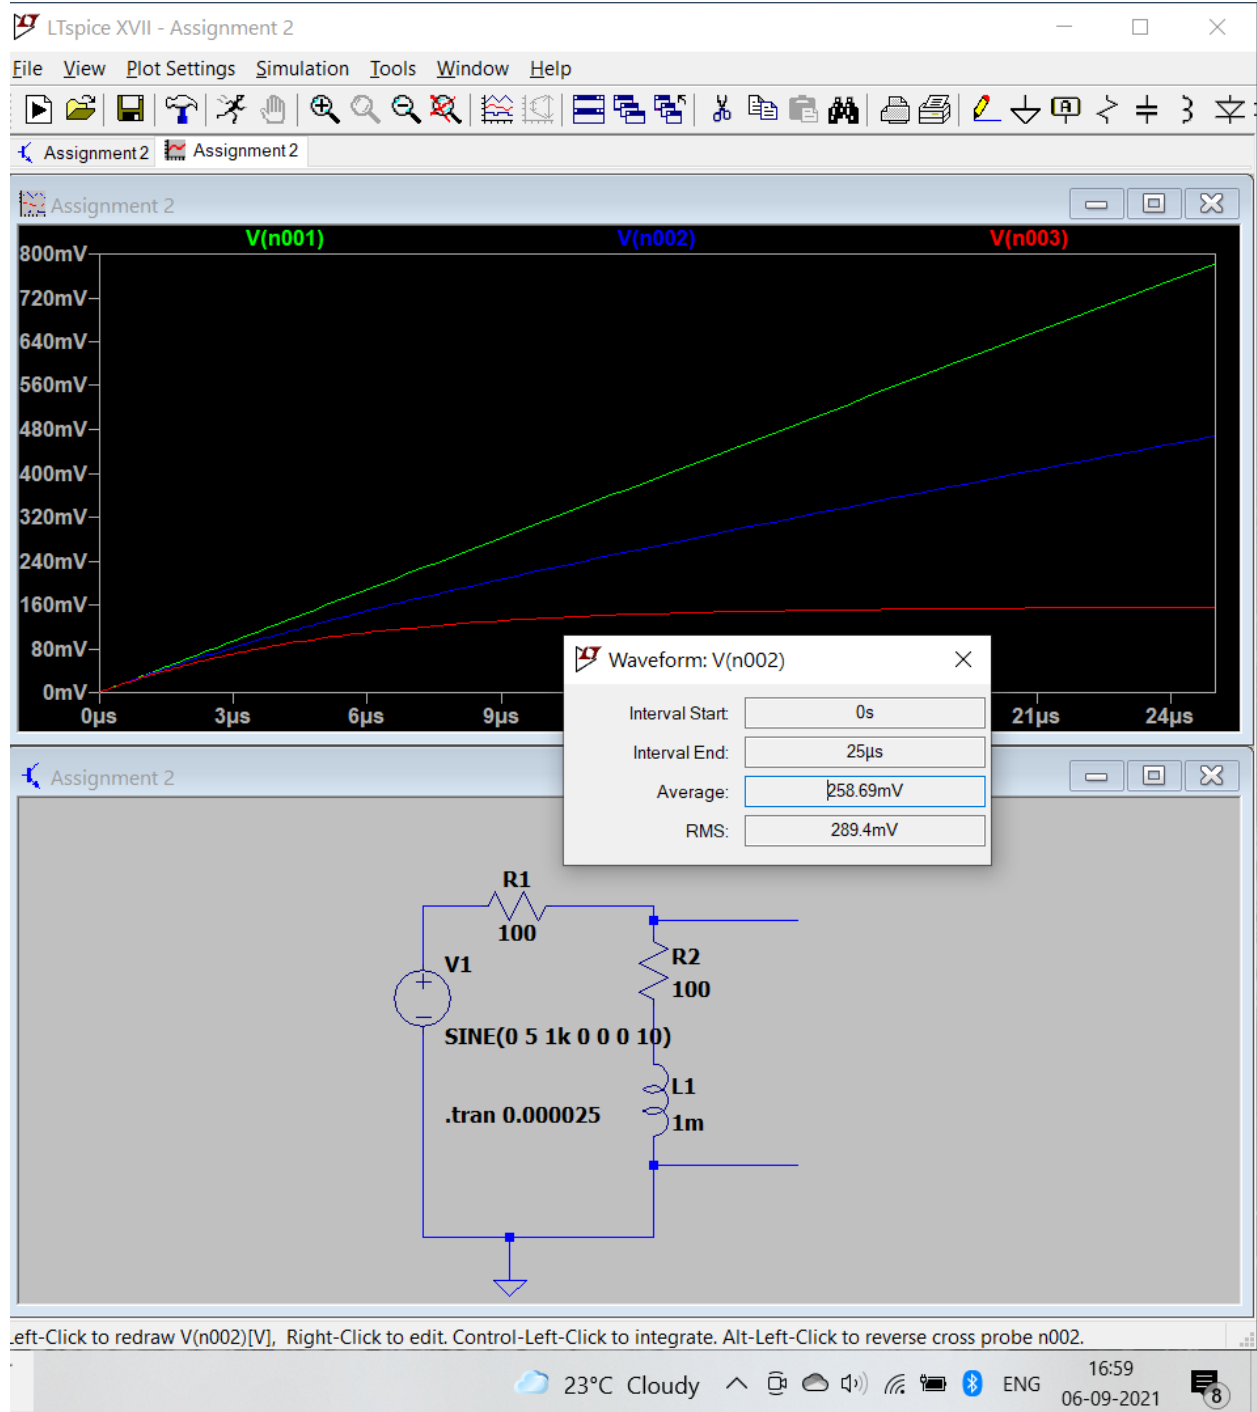 LTspice XVII - Assignment 2
File View Plot Settings Simulation Tools Window Help
Assignment 2 Assignment 2
Assignment 2
V(n001) V(n002) V(n003)
800mV
720mV
640mV
560mV
480mV
400mV
320mV
240mV
160mV
80mV
0mV
0µs 3µs 6µs 9µs 21µs 24µs
Waveform: V(n002)
Interval Start: 0s
Interval End: 25µs
Average: 258.69mV
RMS: 289.4mV
Assignment 2
R1
100
V1
R2
100
SINE(0 5 1k 0 0 0 10)
L1
.tran 0.000025
1m
Left-Click to redraw V(n002)[V], Right-Click to edit. Control-Left-Click to integrate. Alt-Left-Click to reverse cross probe n002.
23°C Cloudy ENG 16:59
06-09-2021
8